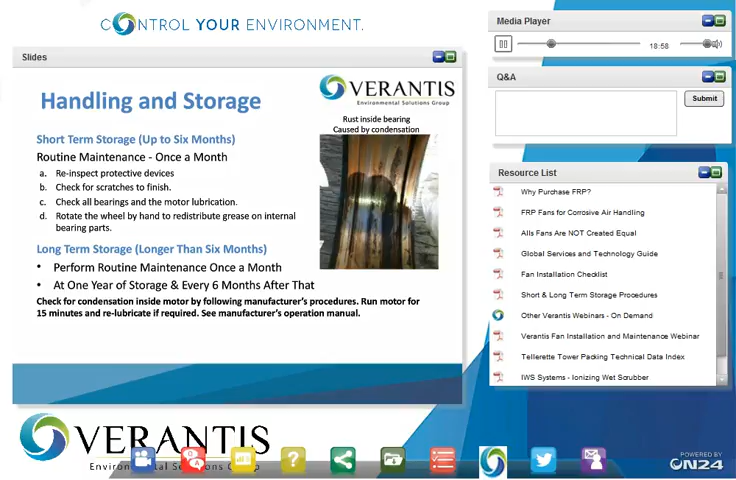 CONTROL YOUR ENVIRONMENT.
Slides
VERANTIS
Environmental Solutions Group
Handling and Storage
Rust inside bearing
Caused by condensation
Short Term Storage (Up to Six Months)
Routine Maintenance - Once a Month
a. Re-inspect protective devices
b. Check for scratches to finish.
c. Check all bearings and the motor lubrication.
d. Rotate the wheel by hand to redistribute grease on internal
bearing parts.
Long Term Storage (Longer Than Six Months)
• Perform Routine Maintenance Once a Month
• At One Year of Storage & Every 6 Months After That
Check for condensation inside motor by following manufacturer's procedures. Run motor for
15 minutes and re-lubricate if required. See manufacturer's operation manual.
Media Player
18:58
Q&A
Submit
Resource List
Why Purchase FRP?
FRP Fans for Corrosive Air Handling
Alls Fans Are NOT Created Equal
Global Services and Technology Guide
Fan Installation Checklist
Short & Long Term Storage Procedures
Other Verantis Webinars - On Demand
Verantis Fan Installation and Maintenance Webinar
Tellerette Tower Packing Technical Data Index
IWS Systems - Ionizing Wet Scrubber
VERANTIS
Environmental Solutions Group
Q
A
?
POWERED BY
ON24